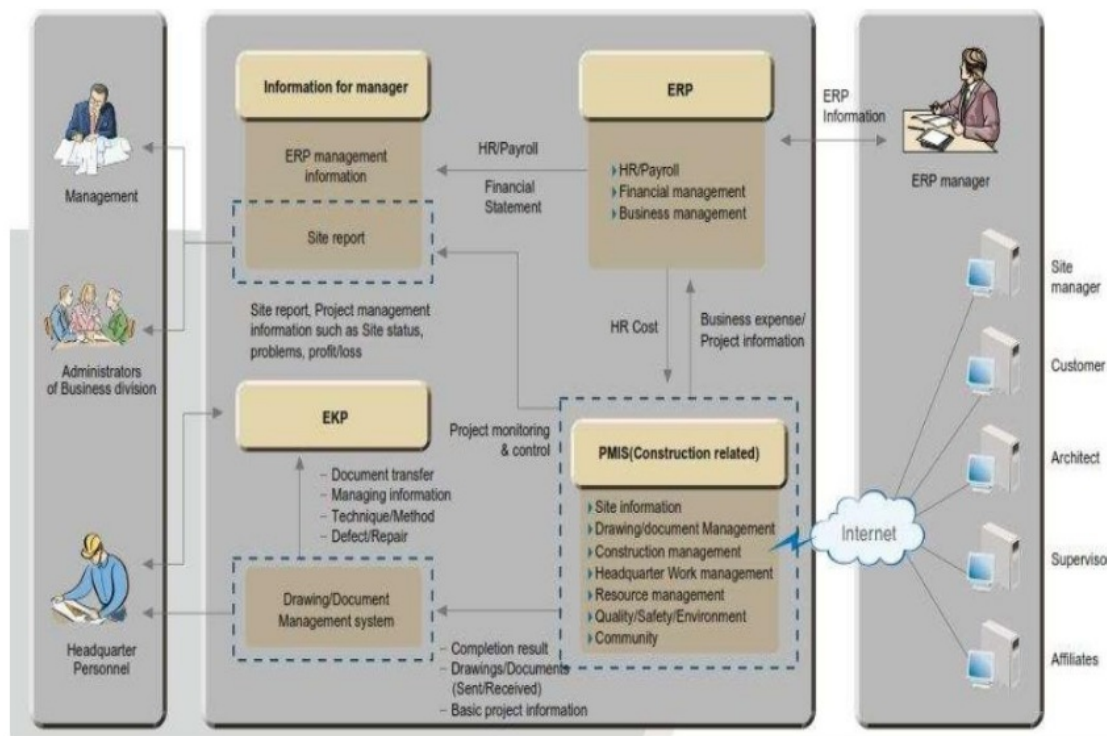 Management
Administrators
of Business division
Headquarter
Personnel
Information for manager
ERP management
information
Site report
Site report, Project management
information such as Site status,
problems, profit/loss
HR/Payroll
Financial
Statement
ERP
HR/Payroll
Financial management
Business management
HR Cost
Business expense/
Project information
EKP
– Document transfer
– Managing information
– Technique/Method
– Defect/Repair
Drawing/Document
Management system
Project monitoring
& control
PMIS(Construction related)
Site information
Drawing/document Management
Construction management
Headquarter Work management
Resource management
Quality/Safety/Environment
Community
– Completion result
– Drawings/Documents
(Sent/Received)
– Basic project information
ERP
Information
ERP manager
Internet
Site
manager
Customer
Architect
Superviso
Affiliates